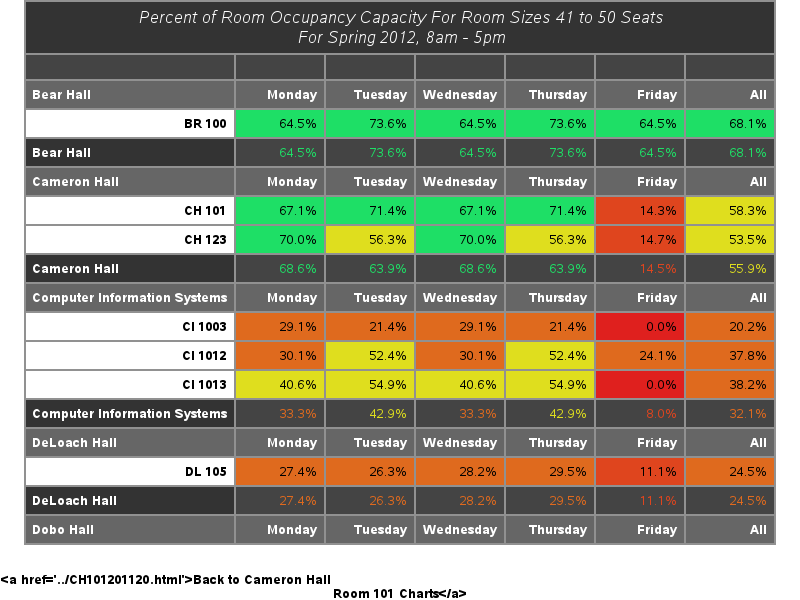 Percent of Room Occupancy Capacity For Room Sizes 41 to 50 Seats
For Spring 2012, 8am - 5pm
Bear Hall Monday Tuesday Wednesday Thursday Friday All
BR 100 64.5% 73.6% 64.5% 73.6% 64.5% 68.1%
Bear Hall 64.5% 73.6% 64.5% 73.6% 64.5% 68.1%
Cameron Hall Monday Tuesday Wednesday Thursday Friday All
CH 101 67.1% 71.4% 67.1% 71.4% 14.3% 58.3%
CH 123 70.0% 56.3% 70.0% 56.3% 14.7% 53.5%
Cameron Hall 68.6% 63.9% 68.6% 63.9% 14.5% 55.9%
Computer Information Systems Monday Tuesday Wednesday Thursday Friday All
CI 1003 29.1% 21.4% 29.1% 21.4% 0.0% 20.2%
CI 1012 30.1% 52.4% 30.1% 52.4% 24.1% 37.8%
CI 1013 40.6% 54.9% 40.6% 54.9% 0.0% 38.2%
Computer Information Systems 33.3% 42.9% 33.3% 42.9% 8.0% 32.1%
DeLoach Hall Monday Tuesday Wednesday Thursday Friday All
DL 105 27.4% 26.3% 28.2% 29.5% 11.1% 24.5%
DeLoach Hall 27.4% 26.3% 28.2% 29.5% 11.1% 24.5%
Dobo Hall Monday Tuesday Wednesday Thursday Friday All
&lt;a href='../CH101201120.html'&gt;Back to Cameron Hall
Room 101 Charts&lt;/a&gt;